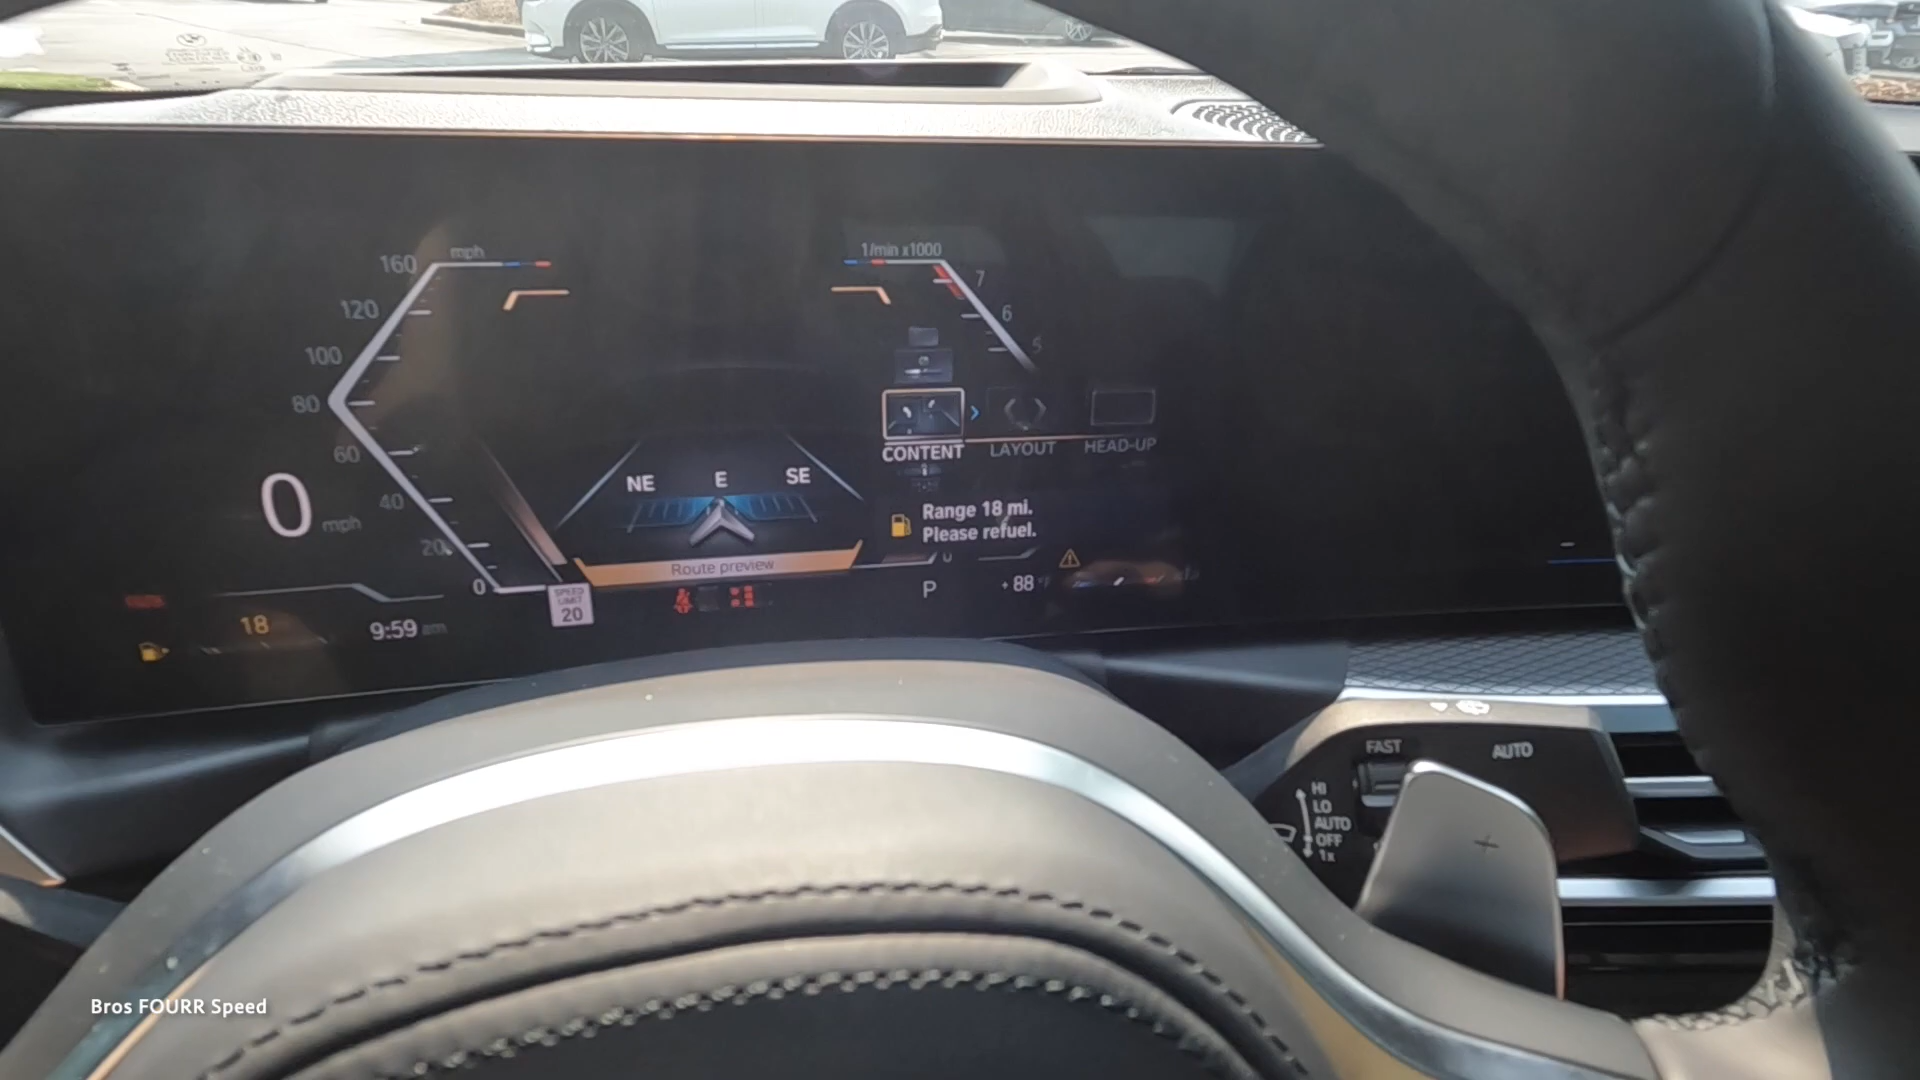 160
mph
120
100
80
60
40
20
0
0
mph
1/min x1000
7
6
5
CONTENT
LAYOUT
HEAD-UP
NE
E
SE
Range 18 mi.
Please refuel.
0
Route preview
SPEED
LIMIT
20
P
+88
18
9:59 am
FAST
AUTO
HI
LO
AUTO
OFF
1x
+
Bros FOURR Speed